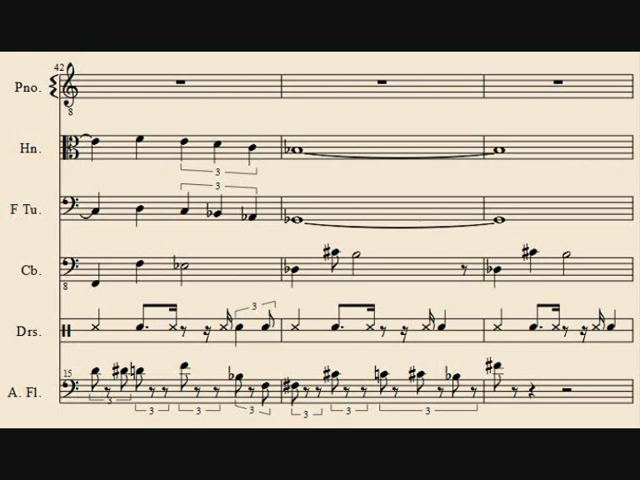 42
Pno.
8
Hn.
3
3
F Tu.
Cb.
8
3
Drs.
15
A. Fl.
3
3 3 3 3 3 3